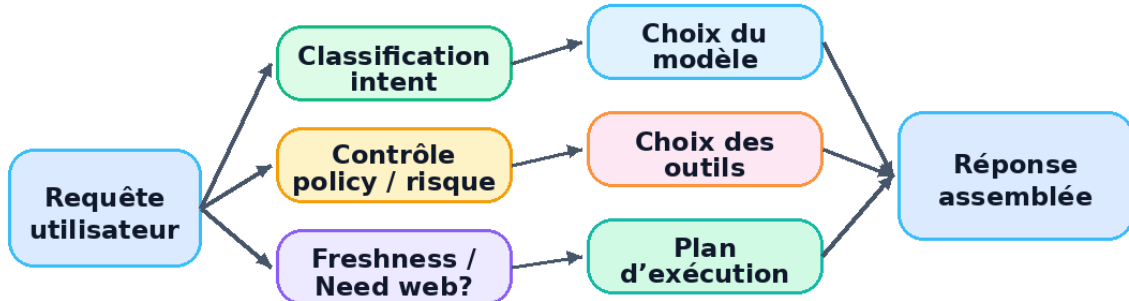 Requête
utilisateur
Classification
intent
Contrôle
policy / risque
Freshness /
Need web?
Choix du
modèle
Choix des
outils
Plan
d’exécution
Réponse
assemblée